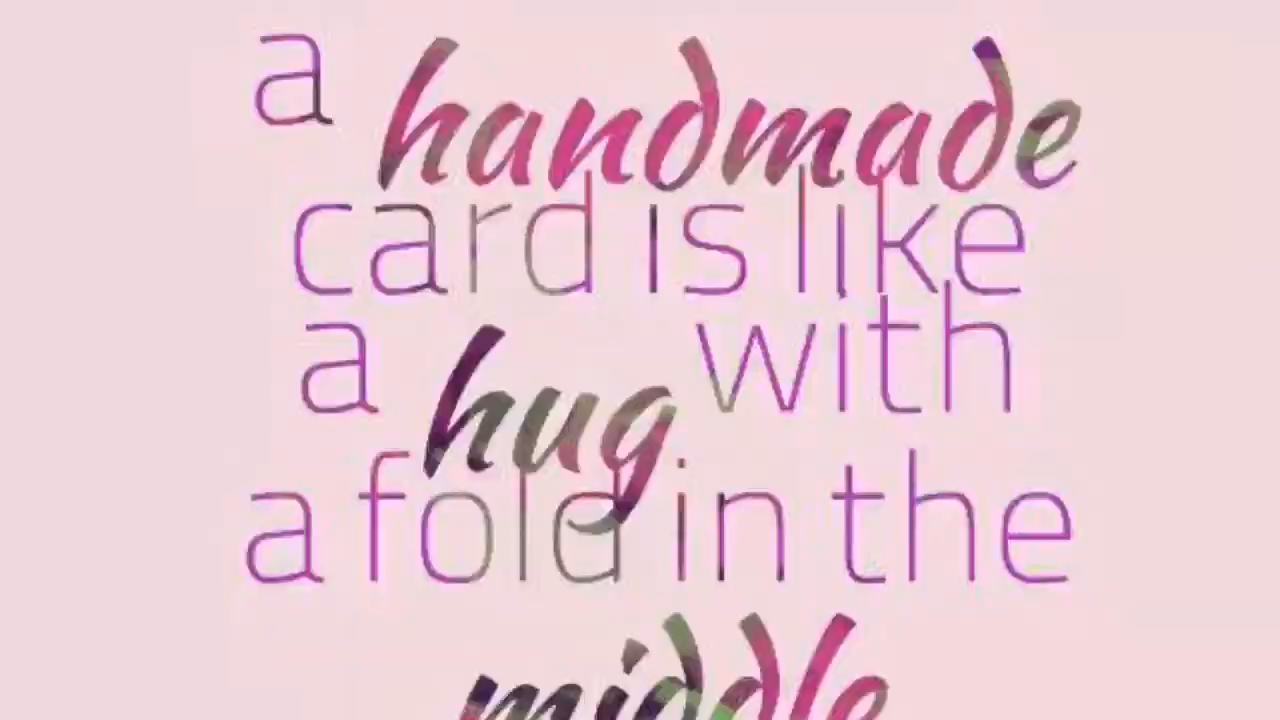 a handmade
card is like
a hug with
a fold in the
middle